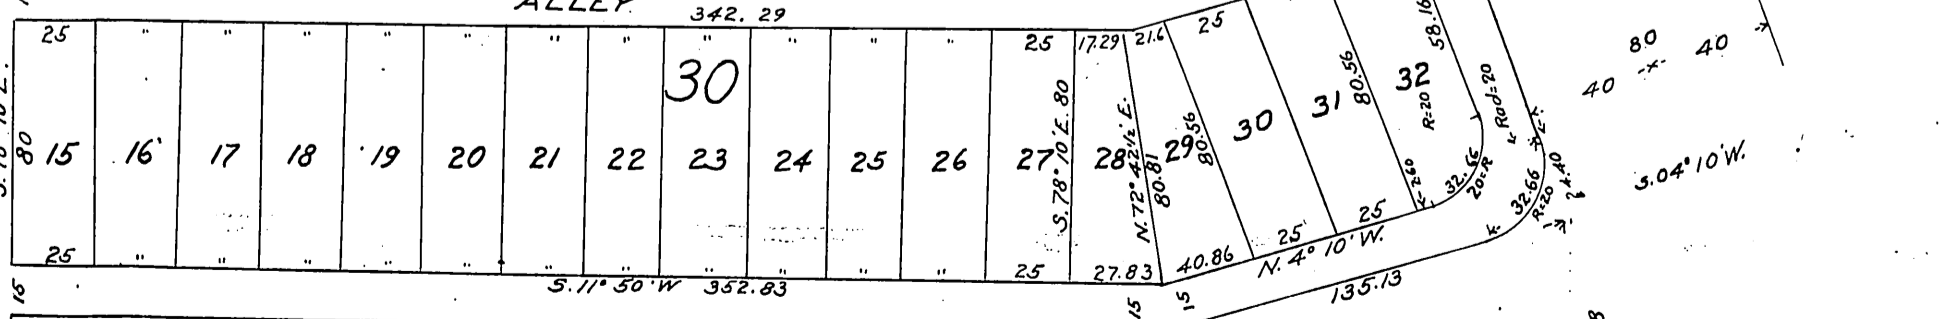 ALLEY.
342.29
25 " " " " " " " " " " " 25 17.29 21.6 25
58.16
80 40
40 -x-
30
S. 78° 10' E. 80
80
15 16 17 18 19 20 21 22 23 24 25 26 27 28 29 30 31 32
N. 72° 42½' E.
80.81
80.56
80.56
R=20
Rad=20
S. 04° 10' W.
2.60
32.66
20=R
32.66
R=20
24.40
25 " " " " " " " " " " " 25 27.83 40.86 25' 25
N. 4° 10' W.
S. 11° 50' W 352.83
135.13
15 15 15
8